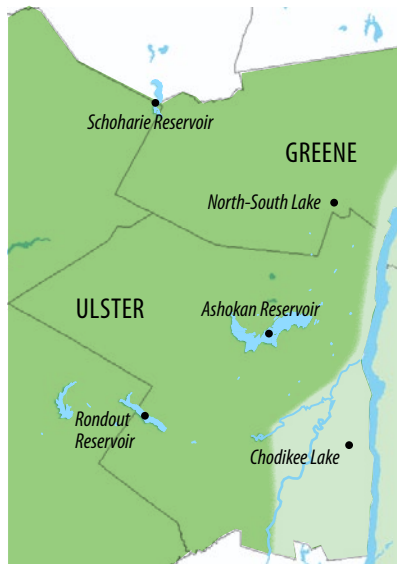 Schoharie Reservoir
GREENE
North-South Lake
ULSTER
Ashokan Reservoir
Rondout
Reservoir
Chodikee Lake